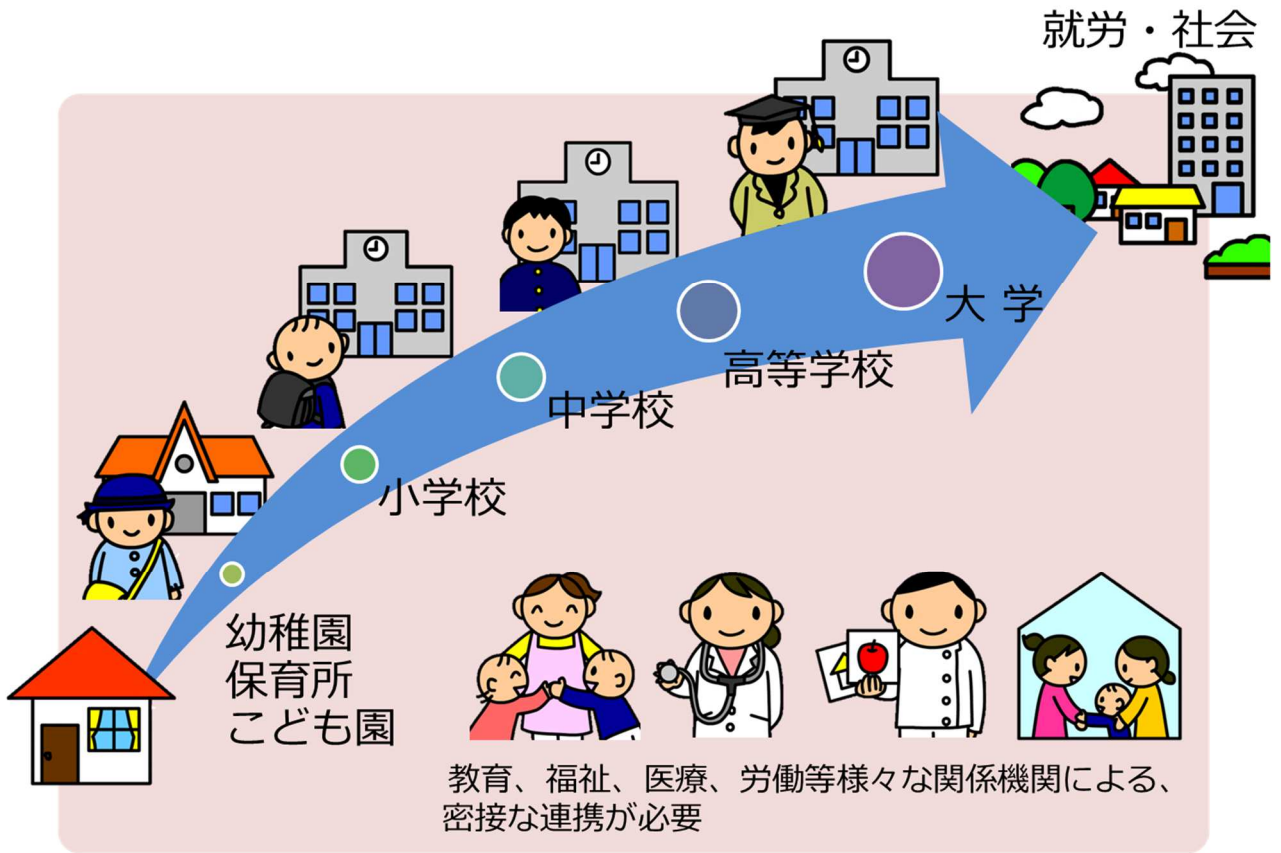 就労・社会
大 学
高等学校
中学校
小学校
幼稚園
保育所
こども園
教育、福祉、医療、労働等様々な関係機関による、
密接な連携が必要